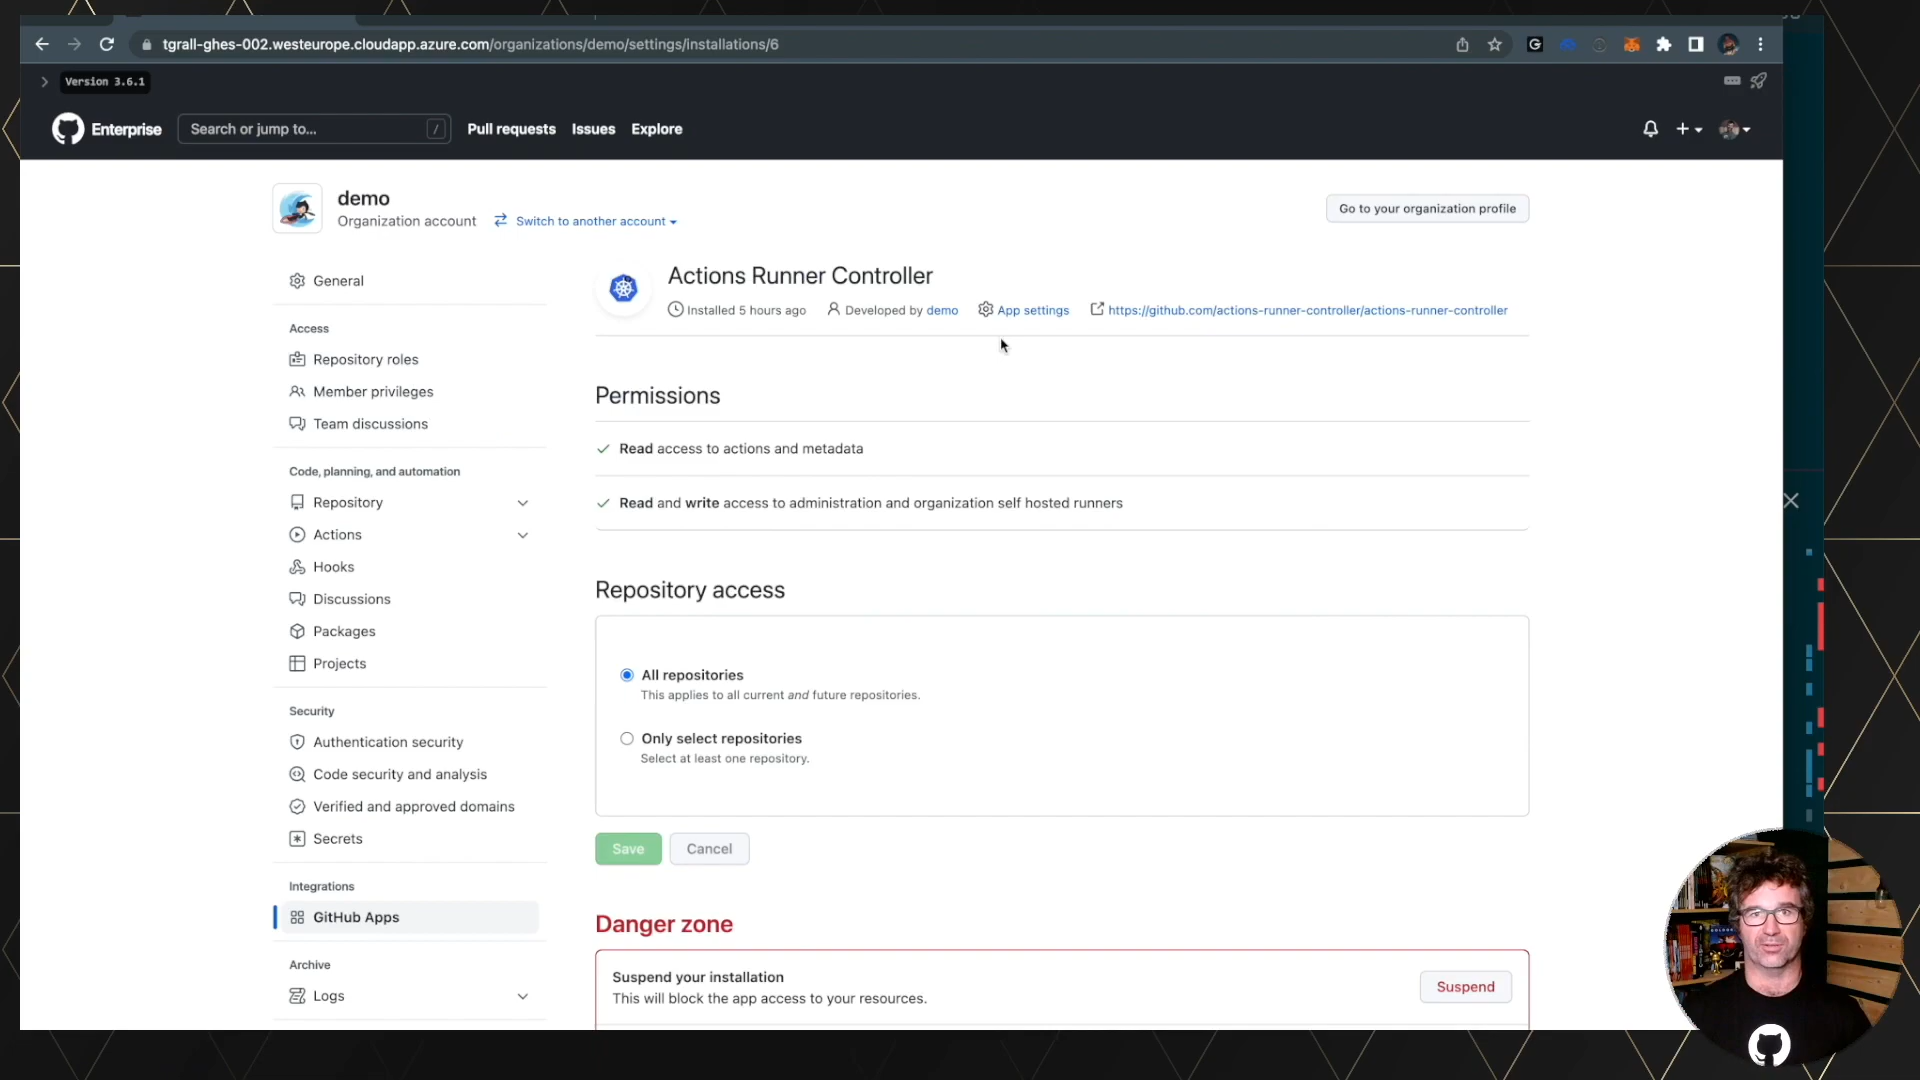 tgrall-ghes-002.westeurope.cloudapp.azure.com/organizations/demo/settings/installations/6
Version 3.6.1
Enterprise
Search or jump to...
/
Pull requests
Issues
Explore
demo
Organization account
Switch to another account
Go to your organization profile
General
Access
Repository roles
Member privileges
Team discussions
Code, planning, and automation
Repository
Actions
Hooks
Discussions
Packages
Projects
Security
Authentication security
Code security and analysis
Verified and approved domains
Secrets
Integrations
GitHub Apps
Archive
Logs
Actions Runner Controller
Installed 5 hours ago
Developed by demo
App settings
https://github.com/actions-runner-controller/actions-runner-controller
Permissions
Read access to actions and metadata
Read and write access to administration and organization self hosted runners
Repository access
All repositories
This applies to all current and future repositories.
Only select repositories
Select at least one repository.
Save
Cancel
Danger zone
Suspend your installation
This will block the app access to your resources.
Suspend